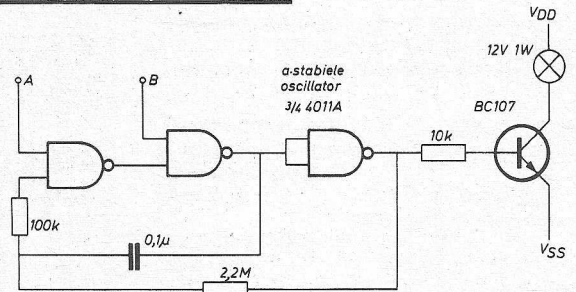 VDD
12V 1W
A
B
a-stabiele
oscillator
3/4 4011A
BC107
10k
100k
0,1µ
2,2M
VSS